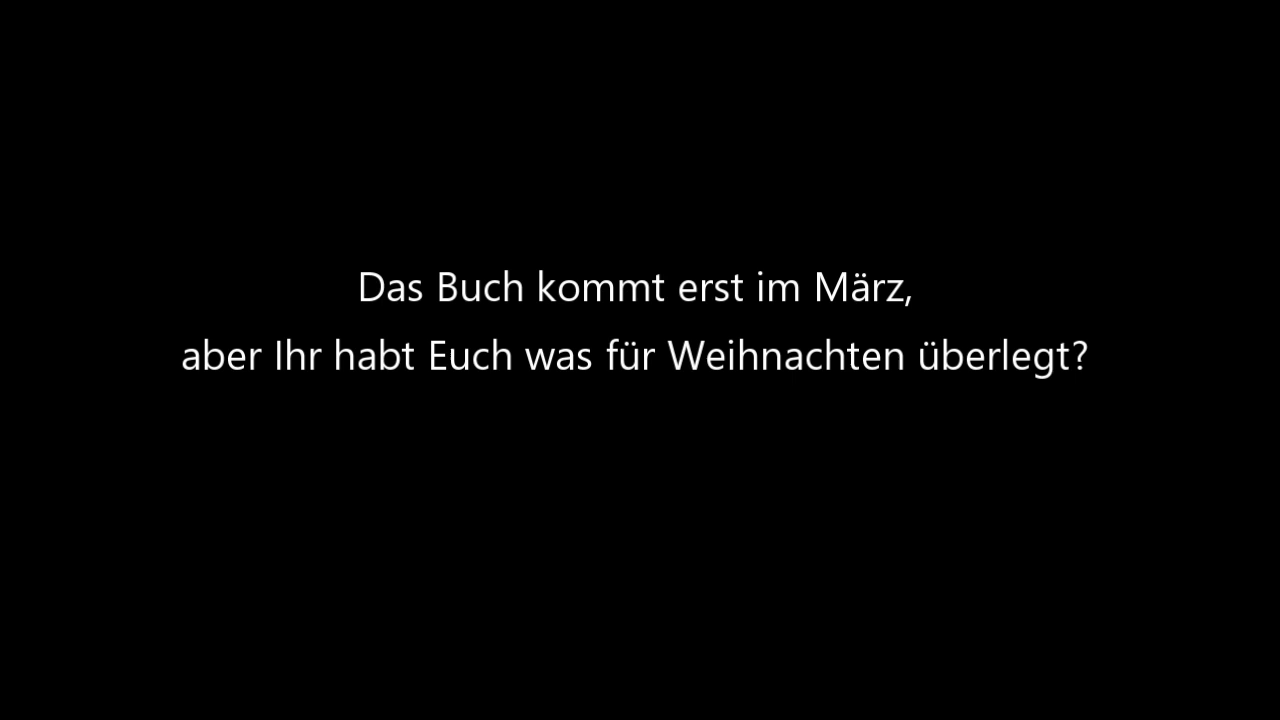 Das Buch kommt erst im März,
aber Ihr habt Euch was für Weihnachten überlegt?